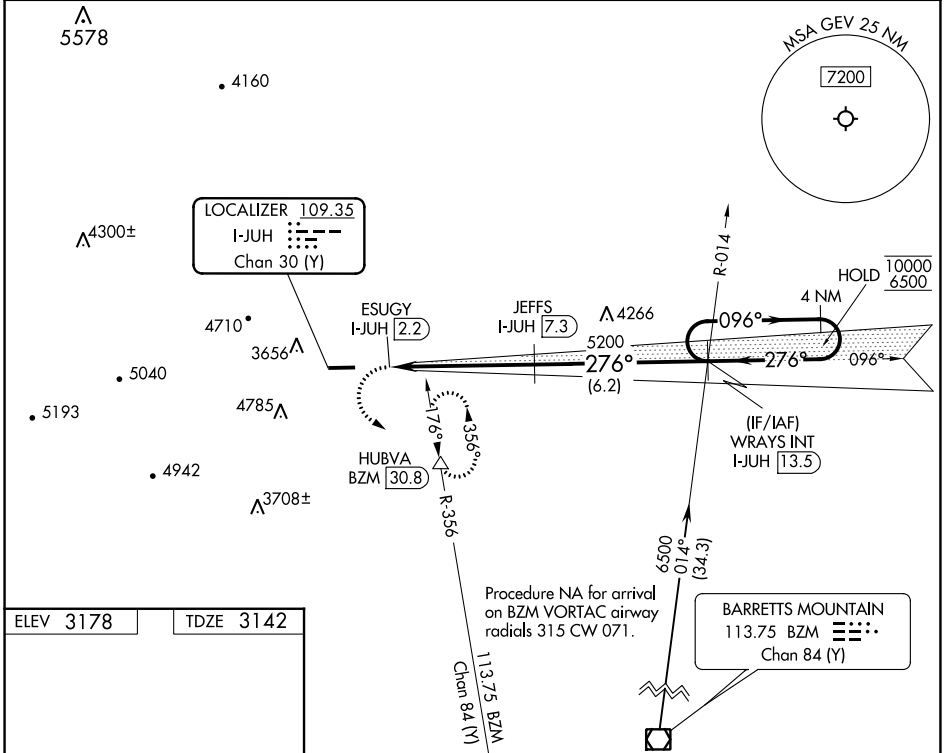 5578
4160
MSA GEV 25 NM
7200
LOCALIZER 109.35
I-JUH
Chan 30 (Y)
4300±
R-014
HOLD 10000
6500
4 NM
ESUGY
I-JUH 2.2
JEFFS
I-JUH 7.3
4266
096°
4710
3656
5200
276°
276°
096°
(6.2)
5040
5193
4785
176°
356°
(IF/IAF)
WRAYS INT
I-JUH 13.5
HUBVA
BZM 30.8
4942
3708±
R-356
6500
014°
(34.3)
Procedure NA for arrival
on BZM VORTAC airway
radials 315 CW 071.
BARRETTS MOUNTAIN
113.75 BZM
Chan 84 (Y)
ELEV 3178
TDZE 3142
113.75 BZM
Chan 84 (Y)